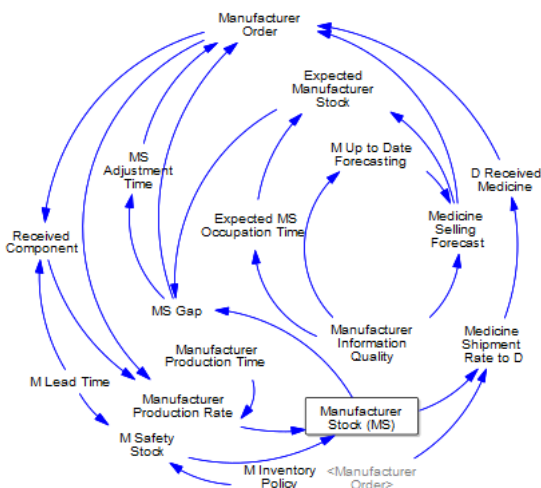 Manufacturer
Order
Expected
Manufacturer
Stock
MS
Adjustment
Time
M Up to Date
Forecasting
D Received
Medicine
Received
Component
Expected MS
Occupation Time
Medicine
Selling
Forecast
MS Gap
Manufacturer
Production Time
Manufacturer
Information
Quality
Medicine
Shipment
Rate to D
M Lead Time
Manufacturer
Production Rate
Manufacturer
Stock (MS)
M Safety
Stock
M Inventory
Policy
<Manufacturer
Order>